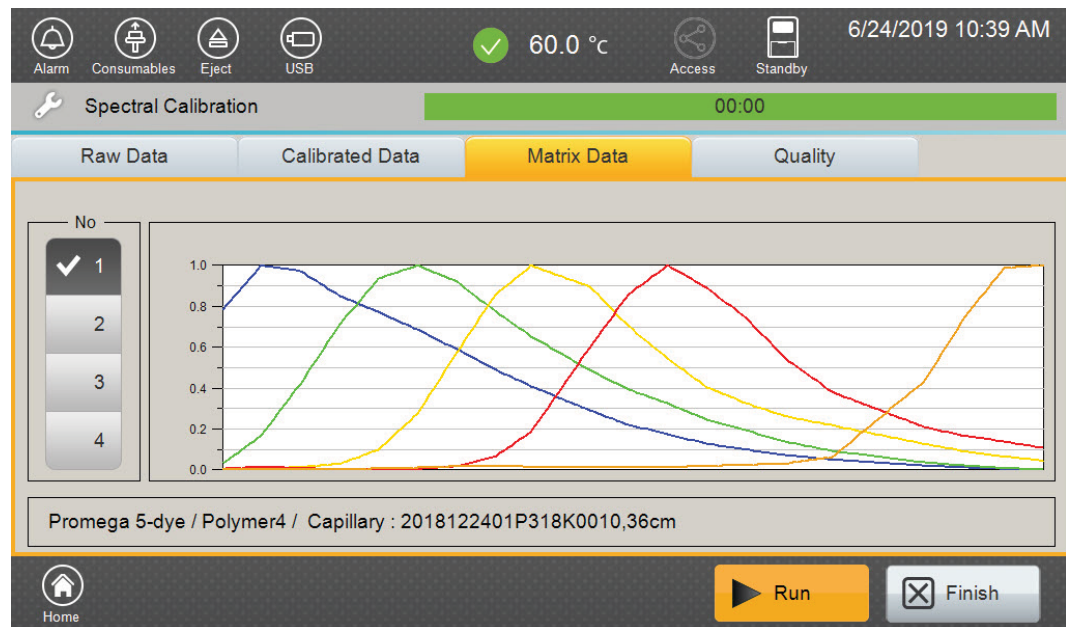 60.0 °c
6/24/2019 10:39 AM
Alarm Consumables Eject USB Access Standby
Spectral Calibration 00:00
Raw Data Calibrated Data Matrix Data Quality
No
1
2
3
4
1.0
0.8
0.6
0.4
0.2
0.0
Promega 5-dye / Polymer4 / Capillary : 2018122401P318K0010,36cm
Run Finish
Home